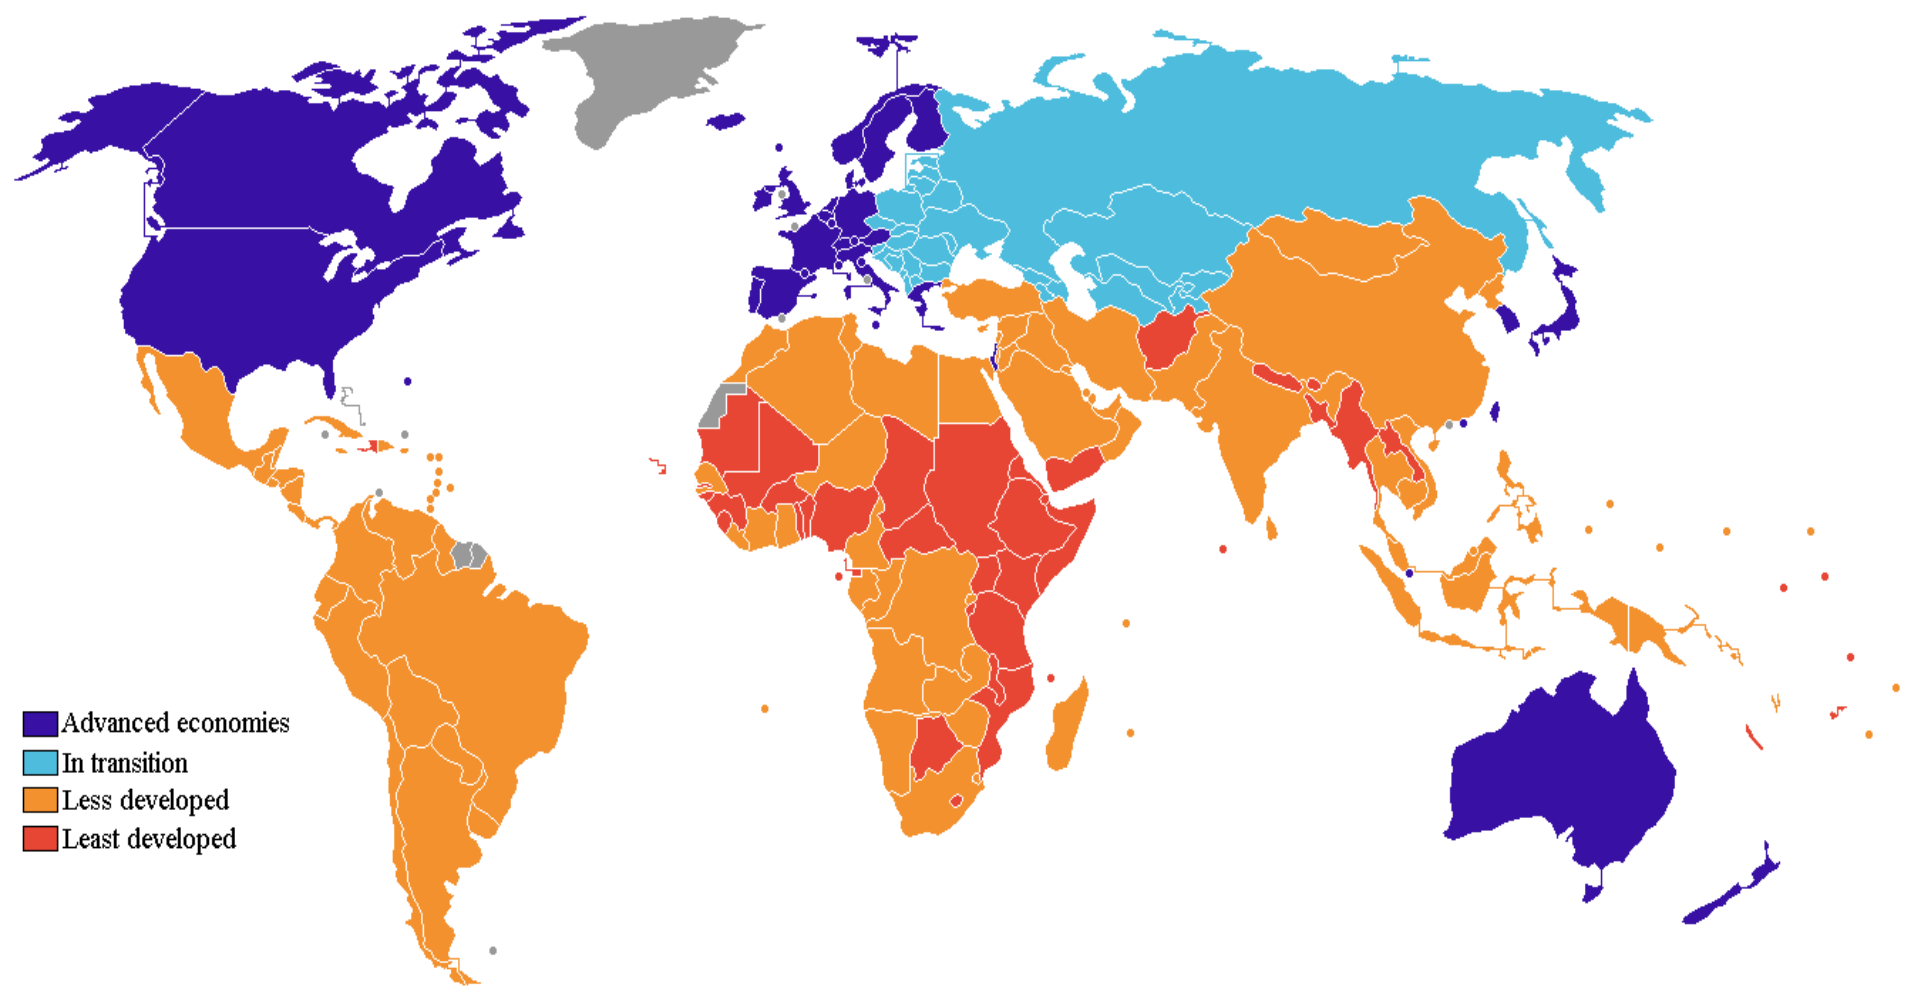 Advanced economies
In transition
Less developed
Least developed